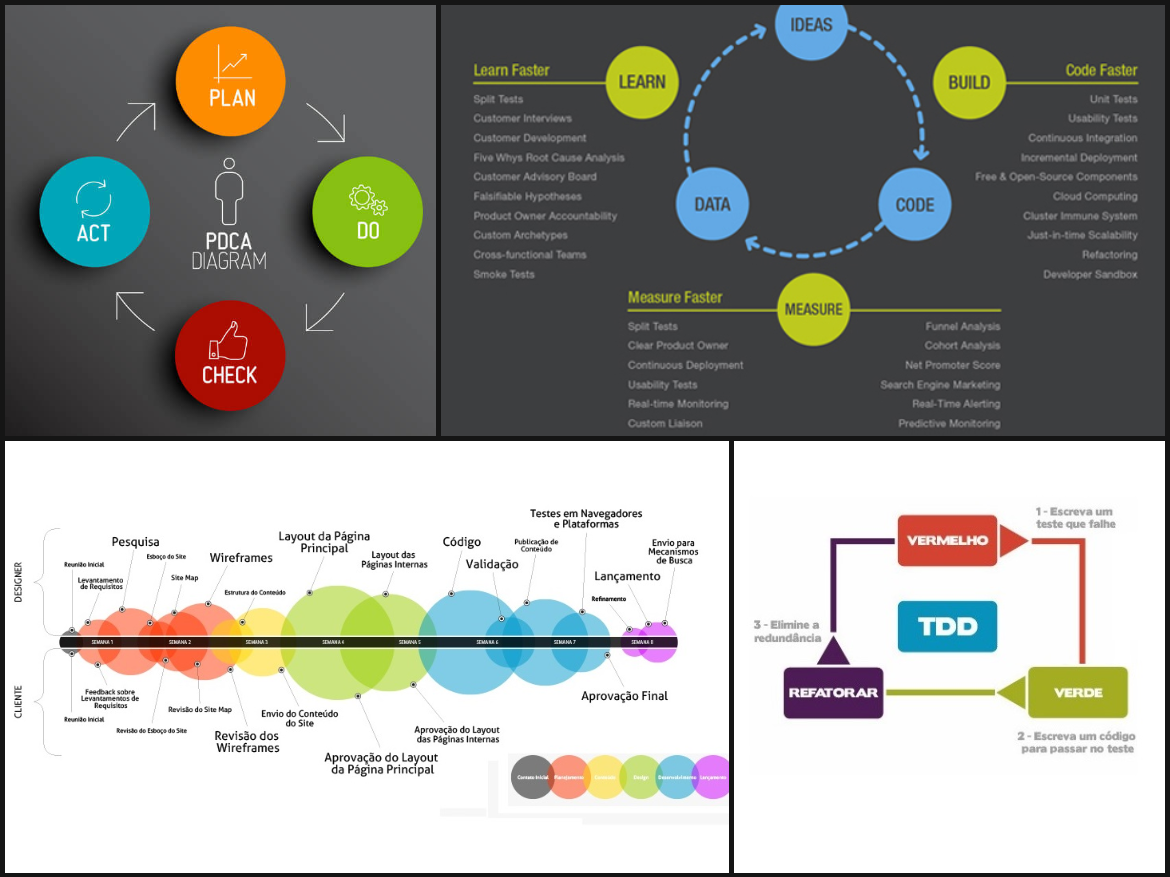 PLAN
DO
CHECK
ACT
PDCA
DIAGRAM
IDEAS
LEARN
BUILD
DATA
CODE
MEASURE
Learn Faster
Split Tests
Customer Interviews
Customer Development
Five Whys Root Cause Analysis
Customer Advisory Board
Falsifiable Hypotheses
Product Owner Accountability
Custom Archetypes
Cross-functional Teams
Smoke Tests
Code Faster
Unit Tests
Usability Tests
Continuous Integration
Incremental Deployment
Free & Open-Source Components
Cloud Computing
Cluster Immune System
Just-in-time Scalability
Refactoring
Developer Sandbox
Measure Faster
Split Tests
Clear Product Owner
Continuous Deployment
Usability Tests
Real-time Monitoring
Custom Liaison
Funnel Analysis
Cohort Analysis
Net Promoter Score
Search Engine Marketing
Real-Time Alerting
Predictive Monitoring
DESIGNER
Reunião Inicial
Levantamento
de Requisitos
Pesquisa
Esboço do Site
Site Map
Wireframes
Estrutura do Conteúdo
Layout da Página
Principal
Layout das
Páginas Internas
Código
Validação
Publicação de
Conteúdo
Testes em Navegadores
e Plataformas
Refinamento
Lançamento
Envio para
Mecanismos
de Busca
SEMANA 1
SEMANA 2
SEMANA 3
SEMANA 4
SEMANA 5
SEMANA 6
SEMANA 7
SEMANA 8
CLIENTE
Reunião Inicial
Feedback sobre
Levantamentos de
Requisitos
Revisão do Esboço do Site
Revisão do Site Map
Revisão dos
Wireframes
Envio do Conteúdo
do Site
Aprovação do Layout
da Página Principal
Aprovação do Layout
das Páginas Internas
Aprovação Final
Contato Inicial
Planejamento
Conteúdo
Design
Desenvolvimento
Lançamento
VERMELHO
1 - Escreva um
teste que falhe
TDD
3 - Elimine a
redundância
REFATORAR
VERDE
2 - Escreva um código
para passar no teste